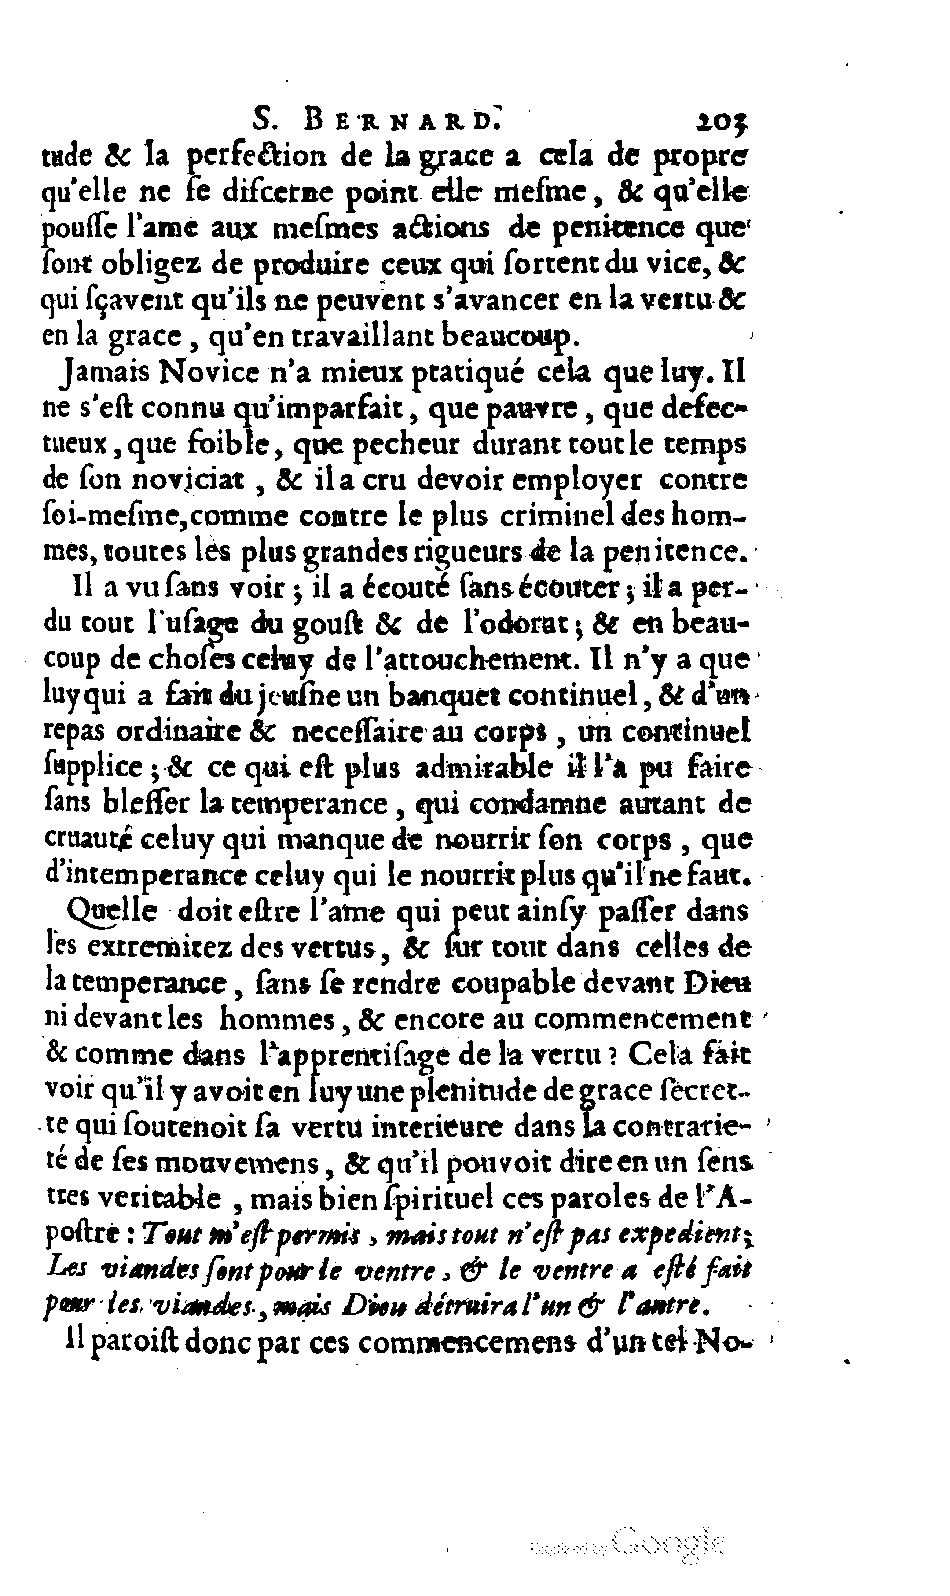 S. BERNARD. 203
tude & la perfection de la grace a cela de propre
qu'elle ne ſe diſcerne point elle meſme, & qu'elle
pouſſe l'ame aux meſmes actions de penitence que
ſont obligez de produire ceux qui ſortent du vice, &
qui ſçavent qu'ils ne peuvent s'avancer en la vertu &
en la grace, qu'en travaillant beaucoup.
Jamais Novice n'a mieux pratiqué cela que luy. Il
ne s'eſt connu qu'imparfait, que pauvre, que defec-
tueux, que foible, que pecheur durant tout le temps
de ſon noviciat, & il a cru devoir employer contre
ſoi-meſme, comme contre le plus criminel des hom-
mes, toutes les plus grandes rigueurs de la penitence.
Il a vu ſans voir; il a écouté ſans écouter; il a per-
du tout l'uſage du gouſt & de l'odorat; & en beau-
coup de choſes celuy de l'attouchement. Il n'y a que
luy qui a fait du jeuſne un banquet continuel, & d'un
repas ordinaire & neceſſaire au corps, un continuel
ſupplice; & ce qui eſt plus admirable il l'a pu faire
ſans bleſſer la temperance, qui condamne autant de
cruauté celuy qui manque de nourrir ſon corps, que
d'intemperance celuy qui le nourrit plus qu'il ne faut.
Quelle doit eſtre l'ame qui peut ainſy paſſer dans
les extremitez des vertus, & ſur tout dans celles de
la temperance, ſans ſe rendre coupable devant Dieu
ni devant les hommes, & encore au commencement
& comme dans l'apprentiſage de la vertu? Cela fait
voir qu'il y avoit en luy une plenitude de grace ſecret-
te qui ſoutenoit ſa vertu interieure dans la contrarie-
té de ſes mouvemens, & qu'il pouvoit dire en un ſens
tres veritable, mais bien ſpirituel ces paroles de l'A-
poſtre: Tout m'eſt permis, mais tout n'eſt pas expedient;
Les viandes ſont pour le ventre, & le ventre a eſté fait
pour les viandes, mais Dieu détruira l'un & l'autre.
Il paroiſt donc par ces commencemens d'un tel No-
Google